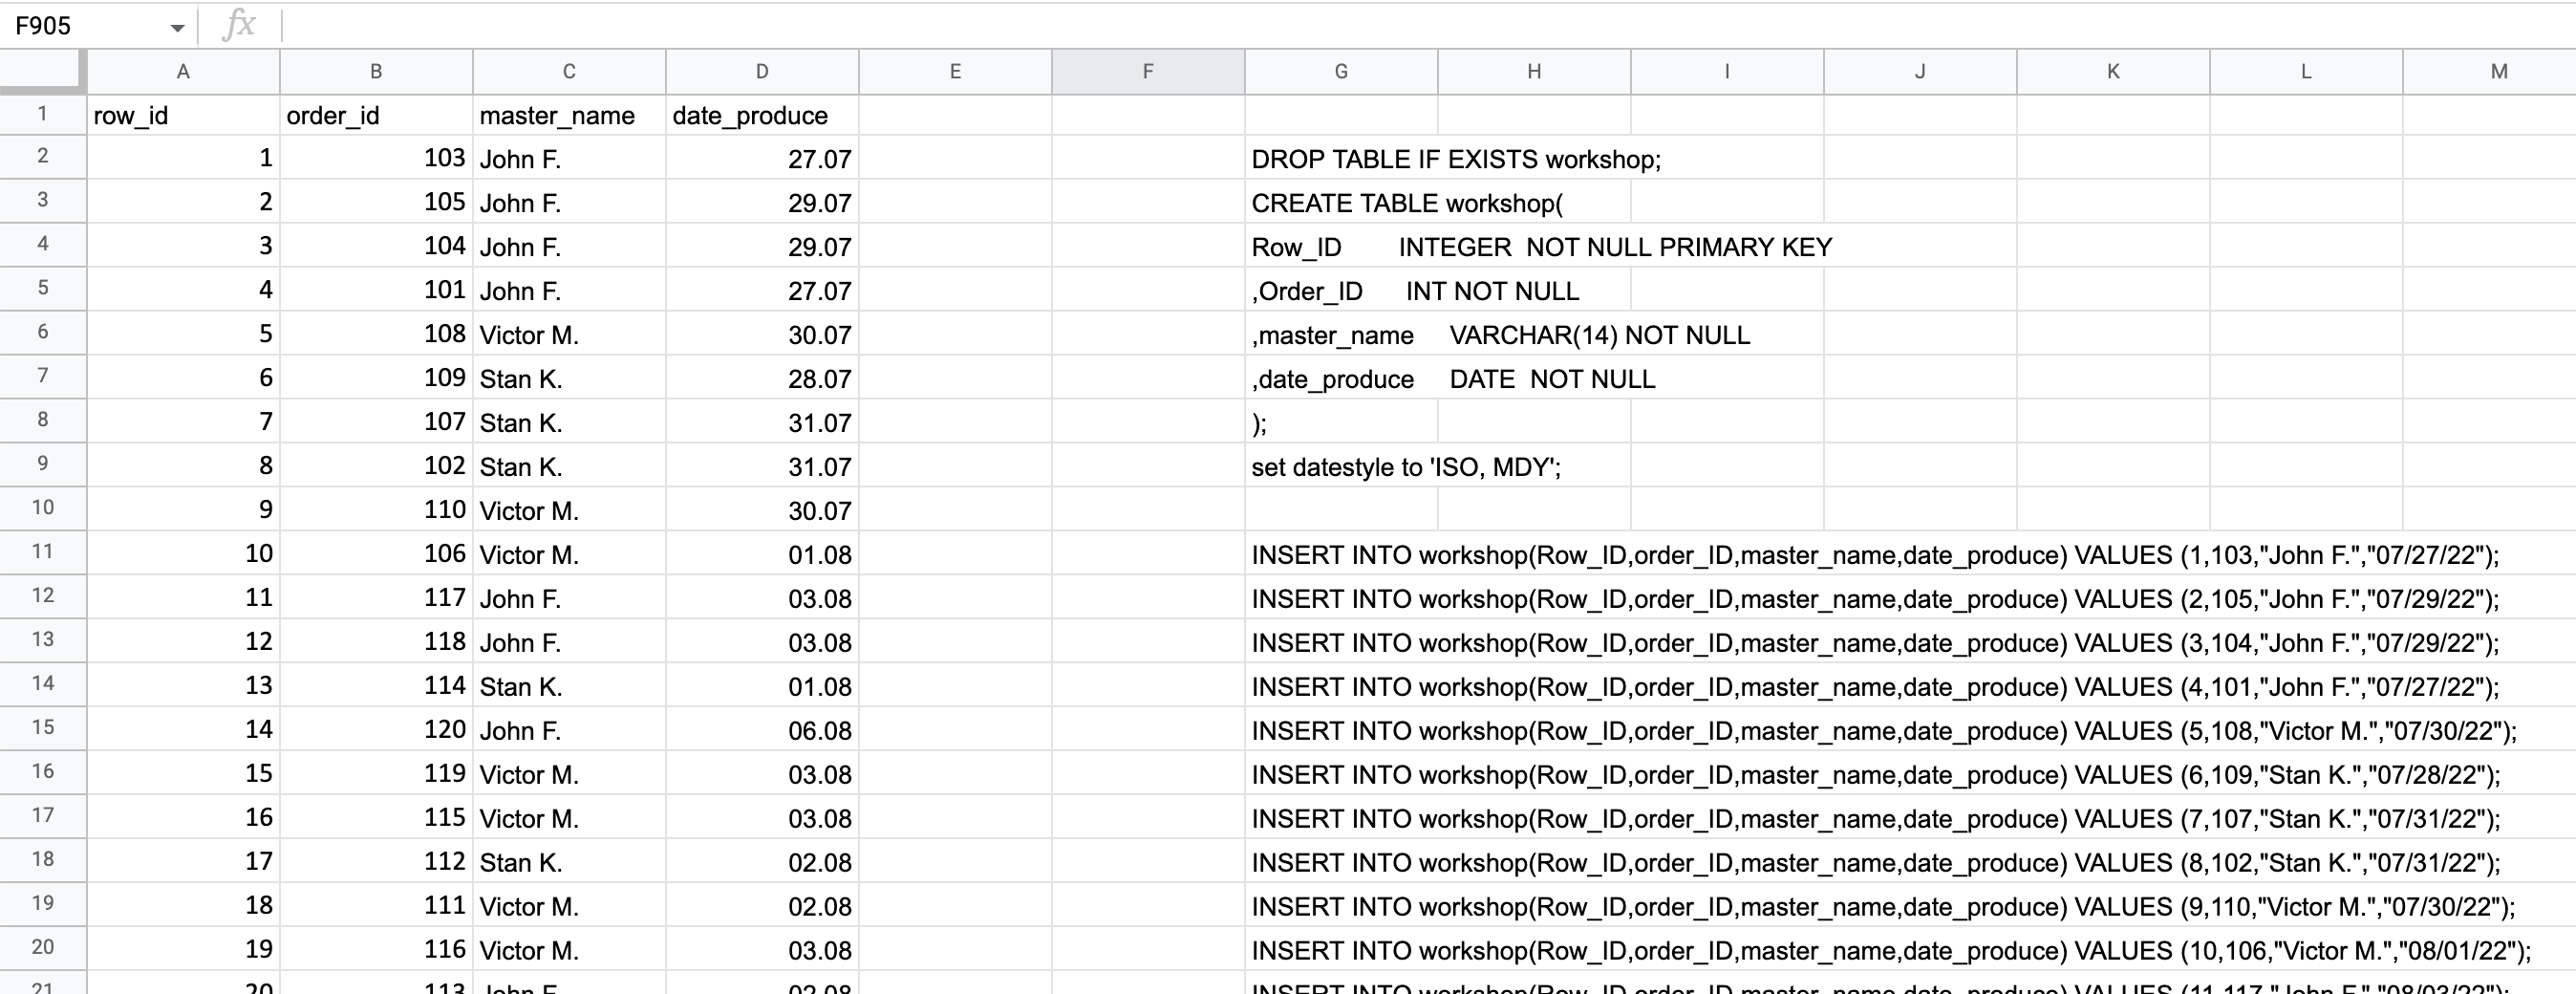 F905 fx
A B C D E F G H I J K L M
1 row_id order_id master_name date_produce
2 1 103 John F. 27.07 DROP TABLE IF EXISTS workshop;
3 2 105 John F. 29.07 CREATE TABLE workshop(
4 3 104 John F. 29.07 Row_ID INTEGER NOT NULL PRIMARY KEY
5 4 101 John F. 27.07 ,Order_ID INT NOT NULL
6 5 108 Victor M. 30.07 ,master_name VARCHAR(14) NOT NULL
7 6 109 Stan K. 28.07 ,date_produce DATE NOT NULL
8 7 107 Stan K. 31.07 );
9 8 102 Stan K. 31.07 set datestyle to 'ISO, MDY';
10 9 110 Victor M. 30.07
11 10 106 Victor M. 01.08 INSERT INTO workshop(Row_ID,order_ID,master_name,date_produce) VALUES (1,103,"John F.","07/27/22");
12 11 117 John F. 03.08 INSERT INTO workshop(Row_ID,order_ID,master_name,date_produce) VALUES (2,105,"John F.","07/29/22");
13 12 118 John F. 03.08 INSERT INTO workshop(Row_ID,order_ID,master_name,date_produce) VALUES (3,104,"John F.","07/29/22");
14 13 114 Stan K. 01.08 INSERT INTO workshop(Row_ID,order_ID,master_name,date_produce) VALUES (4,101,"John F.","07/27/22");
15 14 120 John F. 06.08 INSERT INTO workshop(Row_ID,order_ID,master_name,date_produce) VALUES (5,108,"Victor M.","07/30/22");
16 15 119 Victor M. 03.08 INSERT INTO workshop(Row_ID,order_ID,master_name,date_produce) VALUES (6,109,"Stan K.","07/28/22");
17 16 115 Victor M. 03.08 INSERT INTO workshop(Row_ID,order_ID,master_name,date_produce) VALUES (7,107,"Stan K.","07/31/22");
18 17 112 Stan K. 02.08 INSERT INTO workshop(Row_ID,order_ID,master_name,date_produce) VALUES (8,102,"Stan K.","07/31/22");
19 18 111 Victor M. 02.08 INSERT INTO workshop(Row_ID,order_ID,master_name,date_produce) VALUES (9,110,"Victor M.","07/30/22");
20 19 116 Victor M. 03.08 INSERT INTO workshop(Row_ID,order_ID,master_name,date_produce) VALUES (10,106,"Victor M.","08/01/22");
21 20 113 John F. 02.08 INSERT INTO workshop(Row_ID,order_ID,master_name,date_produce) VALUES (11,117,"John F.","08/03/22");